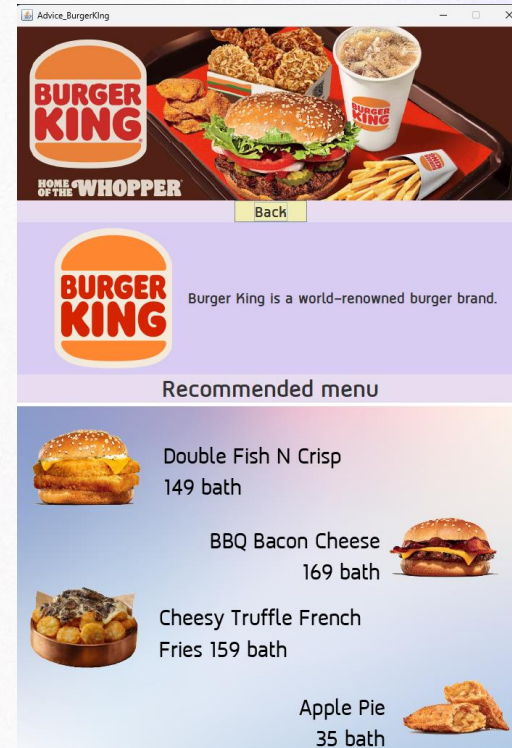 Advice_BurgerKing
BURGER
KING
BURGER
KING
HOME
OF THE WHOPPER
Back
BURGER
KING
Burger King is a world-renowned burger brand.
Recommended menu
Double Fish N Crisp
149 bath
BBQ Bacon Cheese
169 bath
Cheesy Truffle French
Fries 159 bath
Apple Pie
35 bath